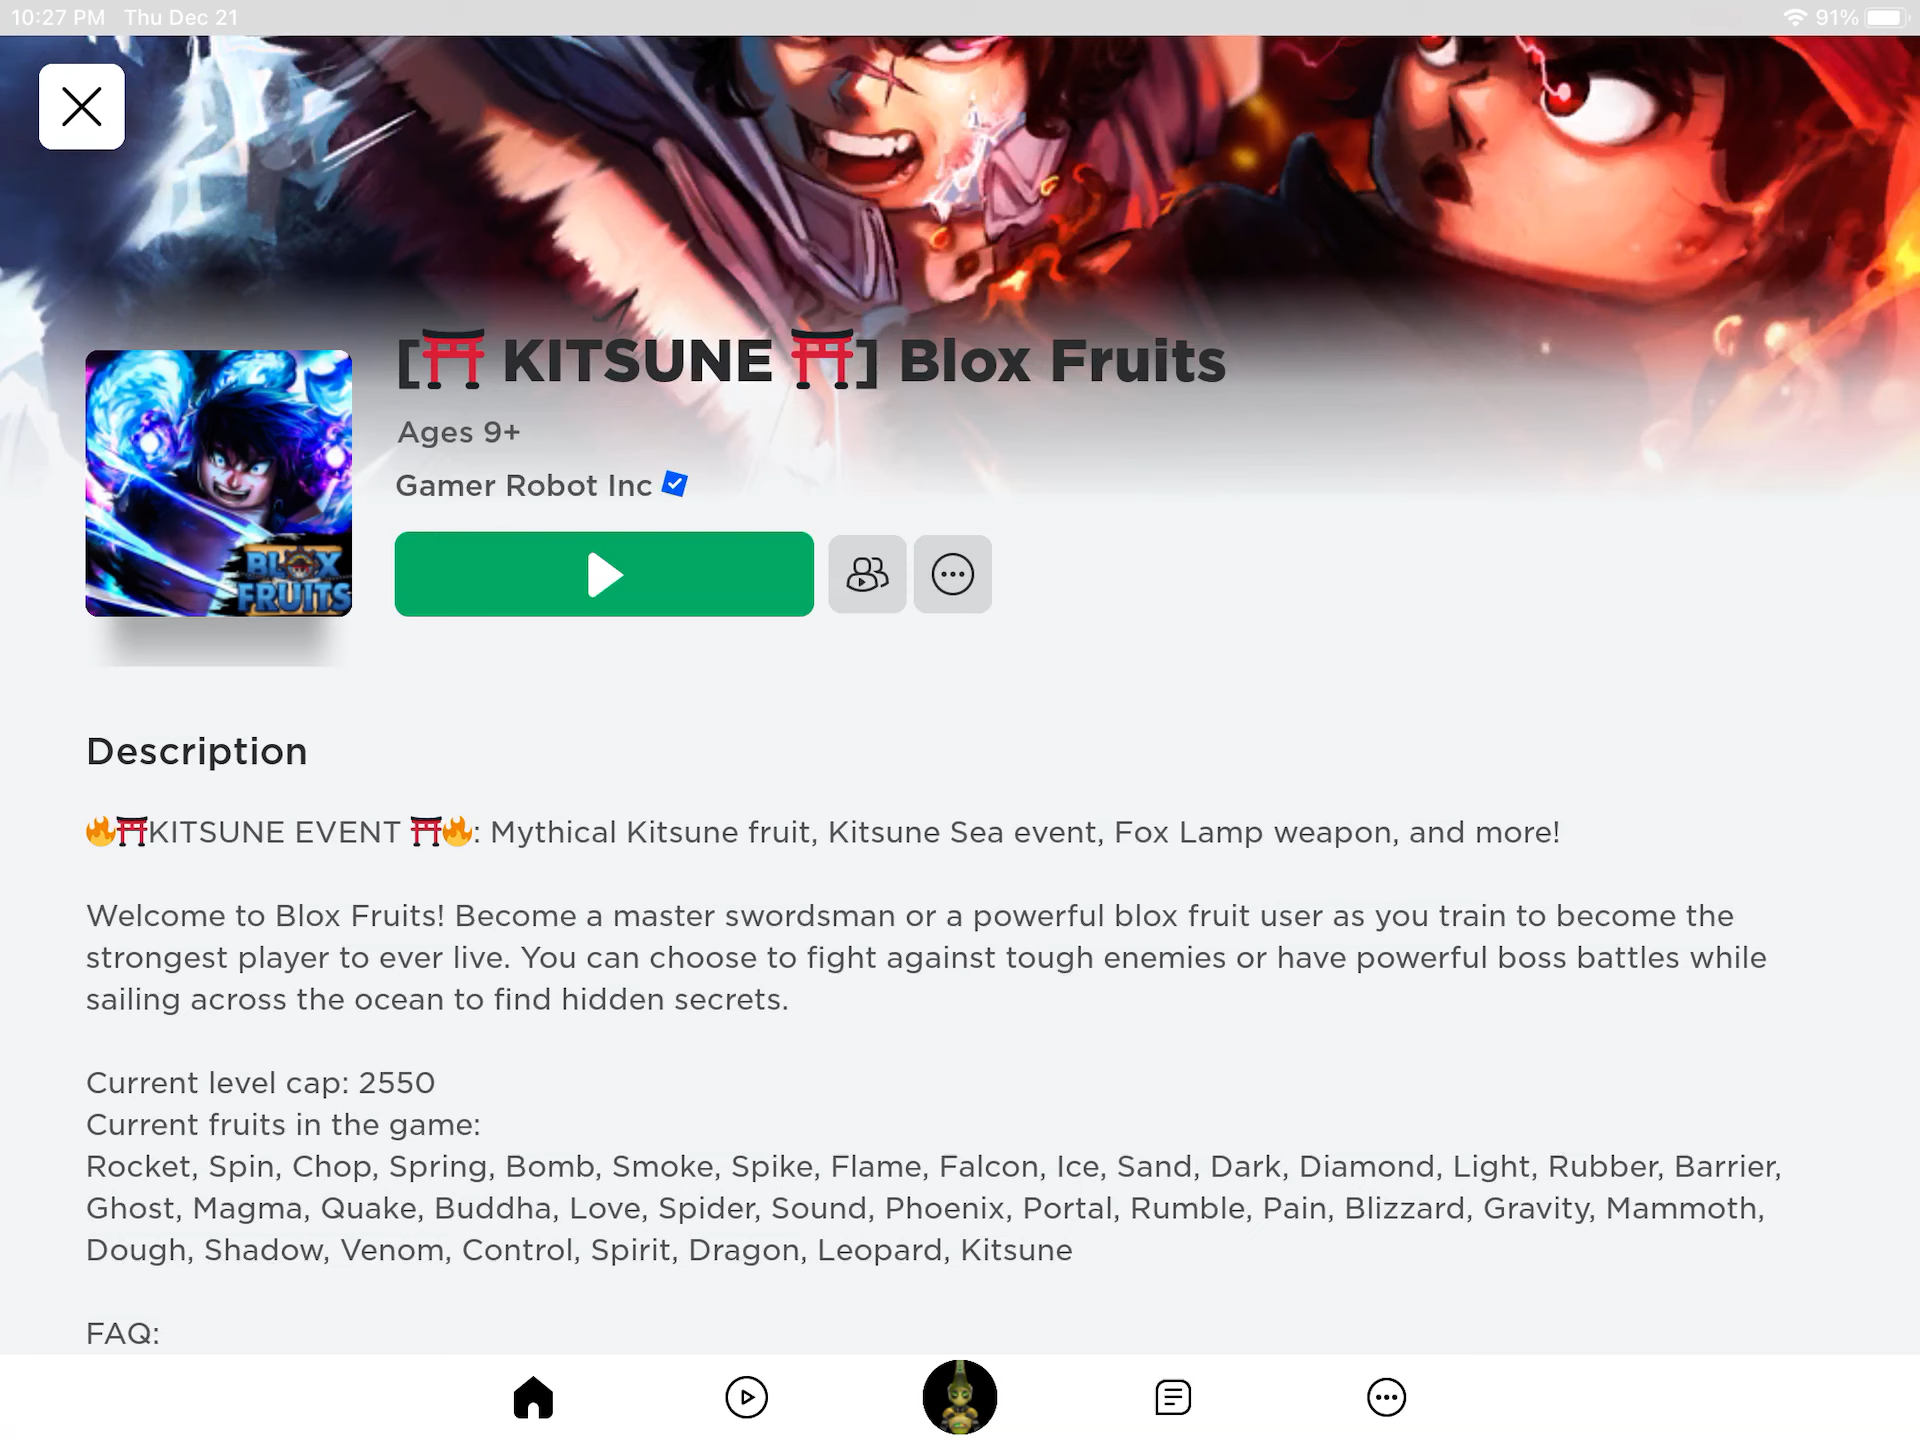 10:27 PM Thu Dec 21
91%
[⛩️ KITSUNE ⛩️] Blox Fruits
Ages 9+
Gamer Robot Inc
BLOX
FRUITS
Description
🔥⛩️KITSUNE EVENT ⛩️🔥: Mythical Kitsune fruit, Kitsune Sea event, Fox Lamp weapon, and more!
Welcome to Blox Fruits! Become a master swordsman or a powerful blox fruit user as you train to become the
strongest player to ever live. You can choose to fight against tough enemies or have powerful boss battles while
sailing across the ocean to find hidden secrets.
Current level cap: 2550
Current fruits in the game:
Rocket, Spin, Chop, Spring, Bomb, Smoke, Spike, Flame, Falcon, Ice, Sand, Dark, Diamond, Light, Rubber, Barrier,
Ghost, Magma, Quake, Buddha, Love, Spider, Sound, Phoenix, Portal, Rumble, Pain, Blizzard, Gravity, Mammoth,
Dough, Shadow, Venom, Control, Spirit, Dragon, Leopard, Kitsune
FAQ: